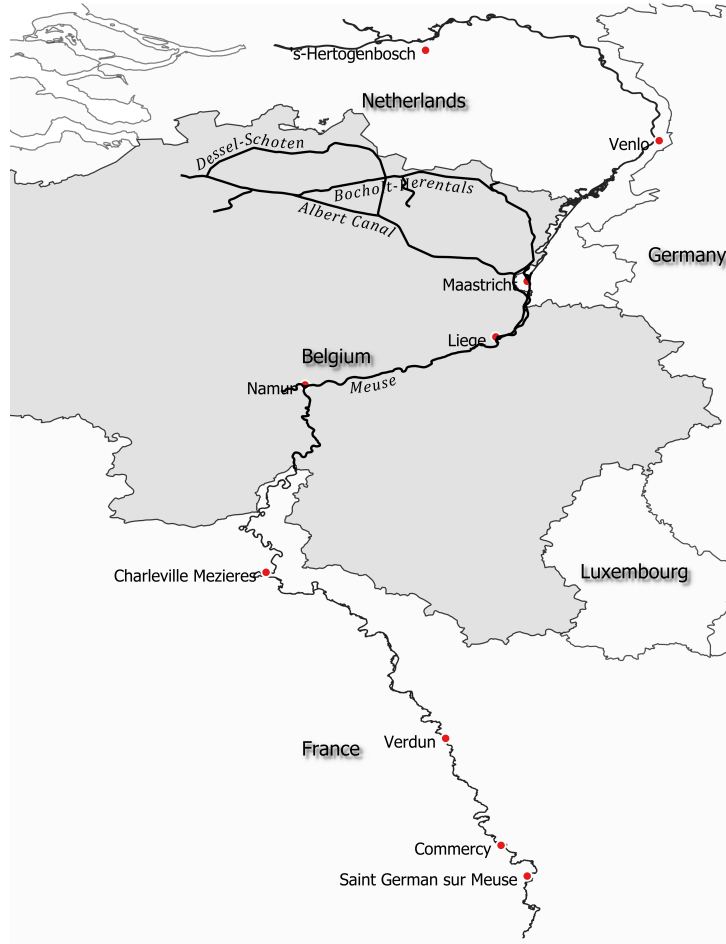 's-Hertogenbosch
Netherlands
Dessel-Schoten
Venlo
Bocholt-Herentals
Albert Canal
Germany
Maastricht
Liege
Belgium
Namur
Meuse
Charleville Mezieres
Luxembourg
Verdun
France
Commercy
Saint German sur Meuse